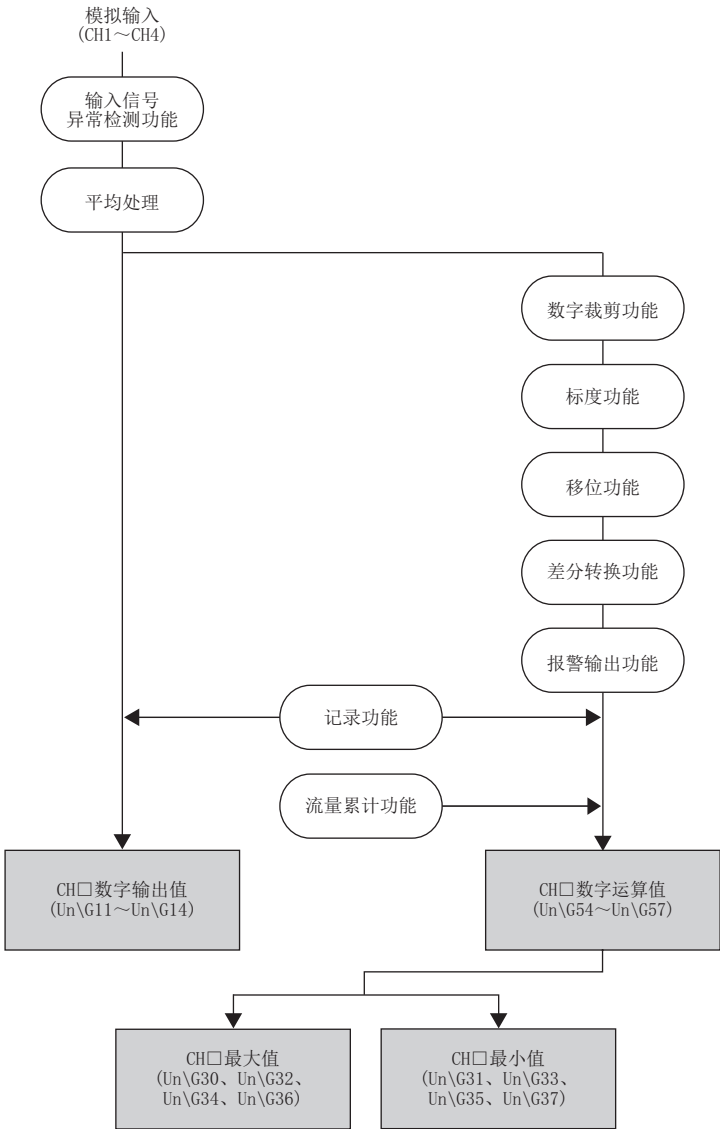 模拟输入
(CH1～CH4)
输入信号
异常检测功能
平均处理
数字裁剪功能
标度功能
移位功能
差分转换功能
报警输出功能
记录功能
流量累计功能
CH□数字输出值
(Un\G11～Un\G14)
CH□数字运算值
(Un\G54～Un\G57)
CH□最大值
(Un\G30、Un\G32、
Un\G34、Un\G36)
CH□最小值
(Un\G31、Un\G33、
Un\G35、Un\G37)